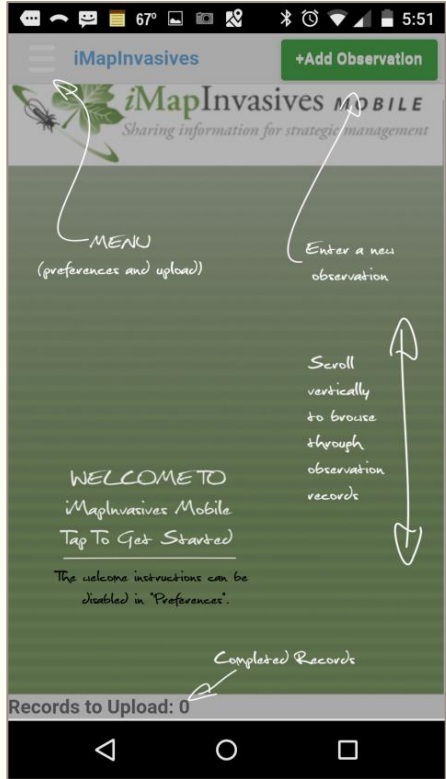 67° 5:51
iMapInvasives +Add Observation
iMapInvasives MOBILE
Sharing information for strategic management
MENU
(preferences and upload)
Enter a new
observation
Scroll
vertically
to browse
through
observation
records
WELCOME TO
iMapInvasives Mobile
Tap To Get Started
The welcome instructions can be
disabled in "Preferences".
Completed Records
Records to Upload: 0